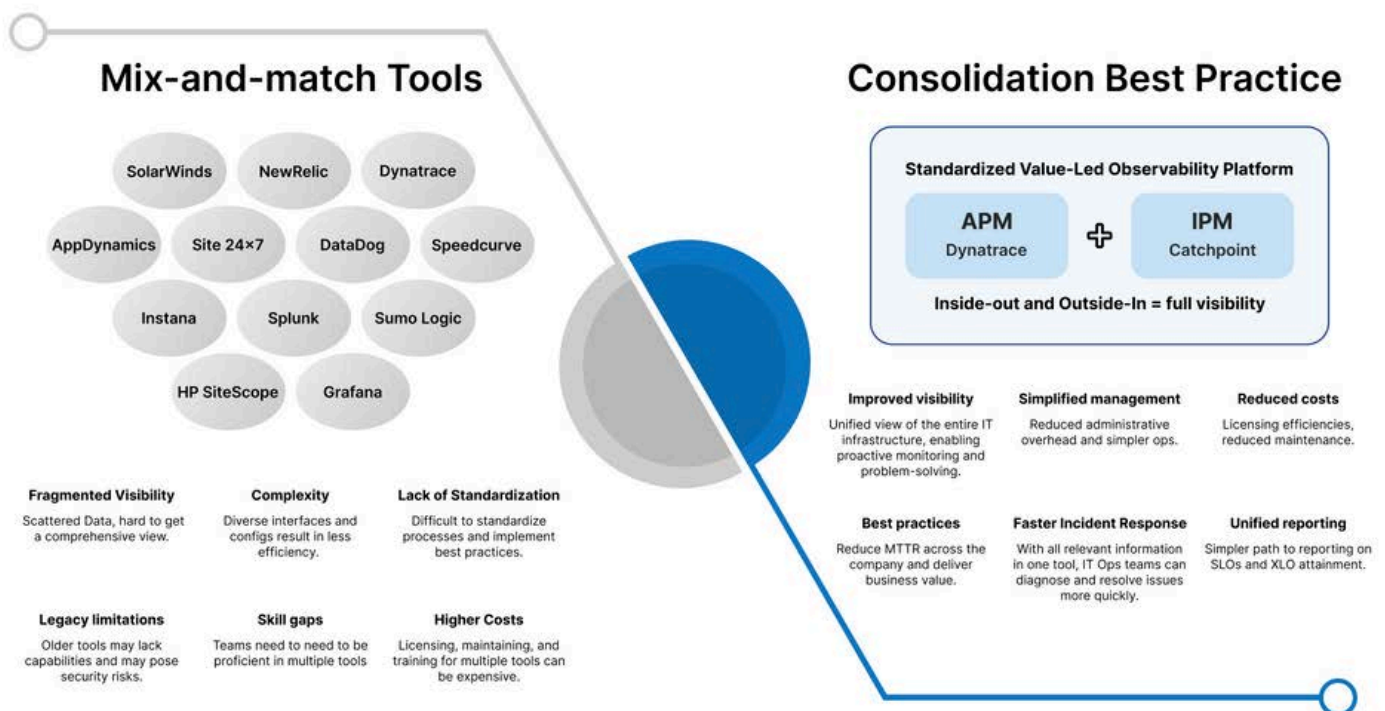 Mix-and-match Tools
SolarWinds
NewRelic
Dynatrace
AppDynamics
Site 24×7
DataDog
Speedcurve
Instana
Splunk
Sumo Logic
HP SiteScope
Grafana
Fragmented Visibility
Scattered Data, hard to get
a comprehensive view.
Complexity
Diverse interfaces and
configs result in less
efficiency.
Lack of Standardization
Difficult to standardize
processes and implement
best practices.
Legacy limitations
Older tools may lack
capabilities and may pose
security risks.
Skill gaps
Teams need to need to be
proficient in multiple tools
Higher Costs
Licensing, maintaining, and
training for multiple tools can
be expensive.
Consolidation Best Practice
Standardized Value-Led Observability Platform
APM
Dynatrace
IPM
Catchpoint
Inside-out and Outside-In = full visibility
Improved visibility
Unified view of the entire IT
infrastructure, enabling
proactive monitoring and
problem-solving.
Simplified management
Reduced administrative
overhead and simpler ops.
Reduced costs
Licensing efficiencies,
reduced maintenance.
Best practices
Reduce MTTR across the
company and deliver
business value.
Faster Incident Response
With all relevant information
in one tool, IT Ops teams can
diagnose and resolve issues
more quickly.
Unified reporting
Simpler path to reporting on
SLOs and XLO attainment.